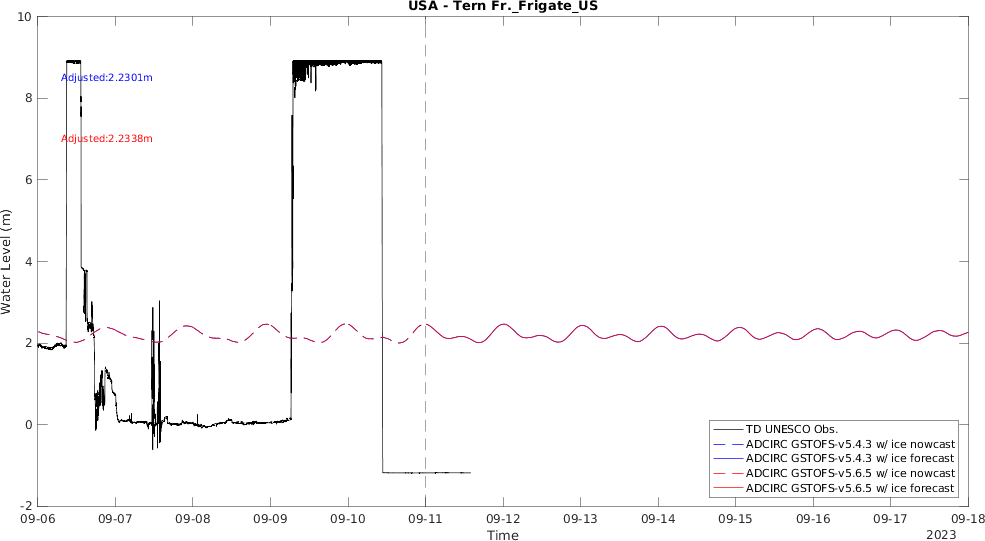 USA - Tern Fr._Frigate_US
10
8
6
4
2
0
-2
Water Level (m)
Adjusted:2.2301m
Adjusted:2.2338m
TD UNESCO Obs.
ADCIRC GSTOFS-v5.4.3 w/ ice nowcast
ADCIRC GSTOFS-v5.4.3 w/ ice forecast
ADCIRC GSTOFS-v5.6.5 w/ ice nowcast
ADCIRC GSTOFS-v5.6.5 w/ ice forecast
09-06 09-07 09-08 09-09 09-10 09-11 09-12 09-13 09-14 09-15 09-16 09-17 09-18
Time
2023